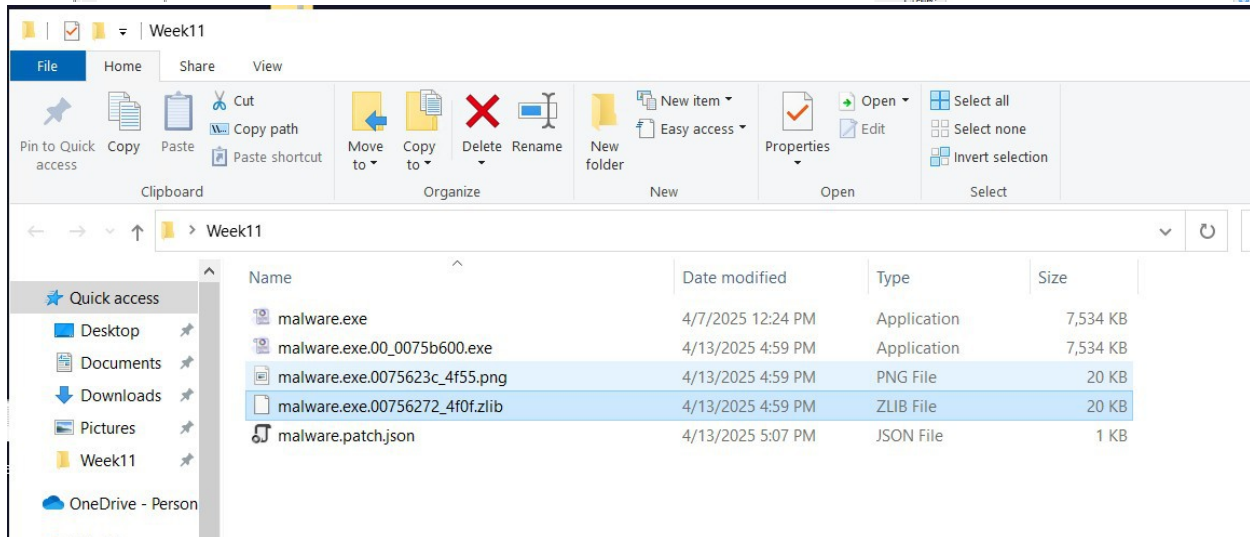 Week11
File Home Share View
Pin to Quick access
Copy
Paste
Cut
Copy path
Paste shortcut
Move to
Copy to
Delete
Rename
New folder
New item
Easy access
Properties
Open
Edit
Select all
Select none
Invert selection
Clipboard Organize New Open Select
Week11
Name Date modified Type Size
Quick access
Desktop
Documents
Downloads
Pictures
Week11
OneDrive - Person
malware.exe 4/7/2025 12:24 PM Application 7,534 KB
malware.exe.00_0075b600.exe 4/13/2025 4:59 PM Application 7,534 KB
malware.exe.0075623c_4f55.png 4/13/2025 4:59 PM PNG File 20 KB
malware.exe.00756272_4f0f.zlib 4/13/2025 4:59 PM ZLIB File 20 KB
malware.patch.json 4/13/2025 5:07 PM JSON File 1 KB